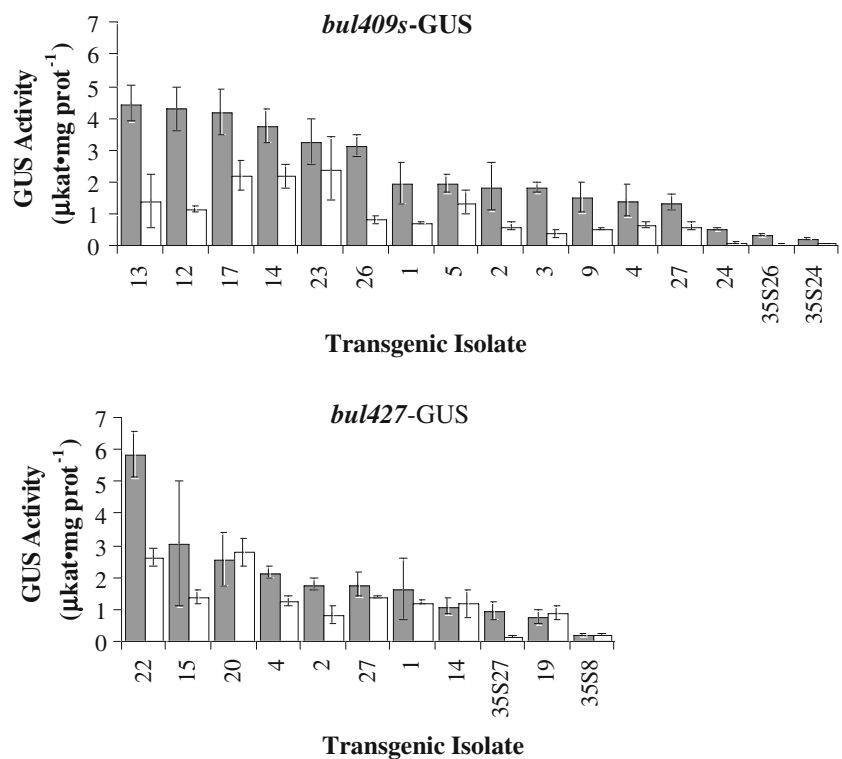 bul409s-GUS
GUS Activity
(µkat•mg prot⁻¹)
7
6
5
4
3
2
1
0
13 12 17 14 23 26 1 5 2 3 9 4 27 24 35S26 35S24
Transgenic Isolate
bul427-GUS
GUS Activity
(µkat•mg prot⁻¹)
7
6
5
4
3
2
1
0
22 15 20 4 2 27 1 14 35S27 19 35S8
Transgenic Isolate